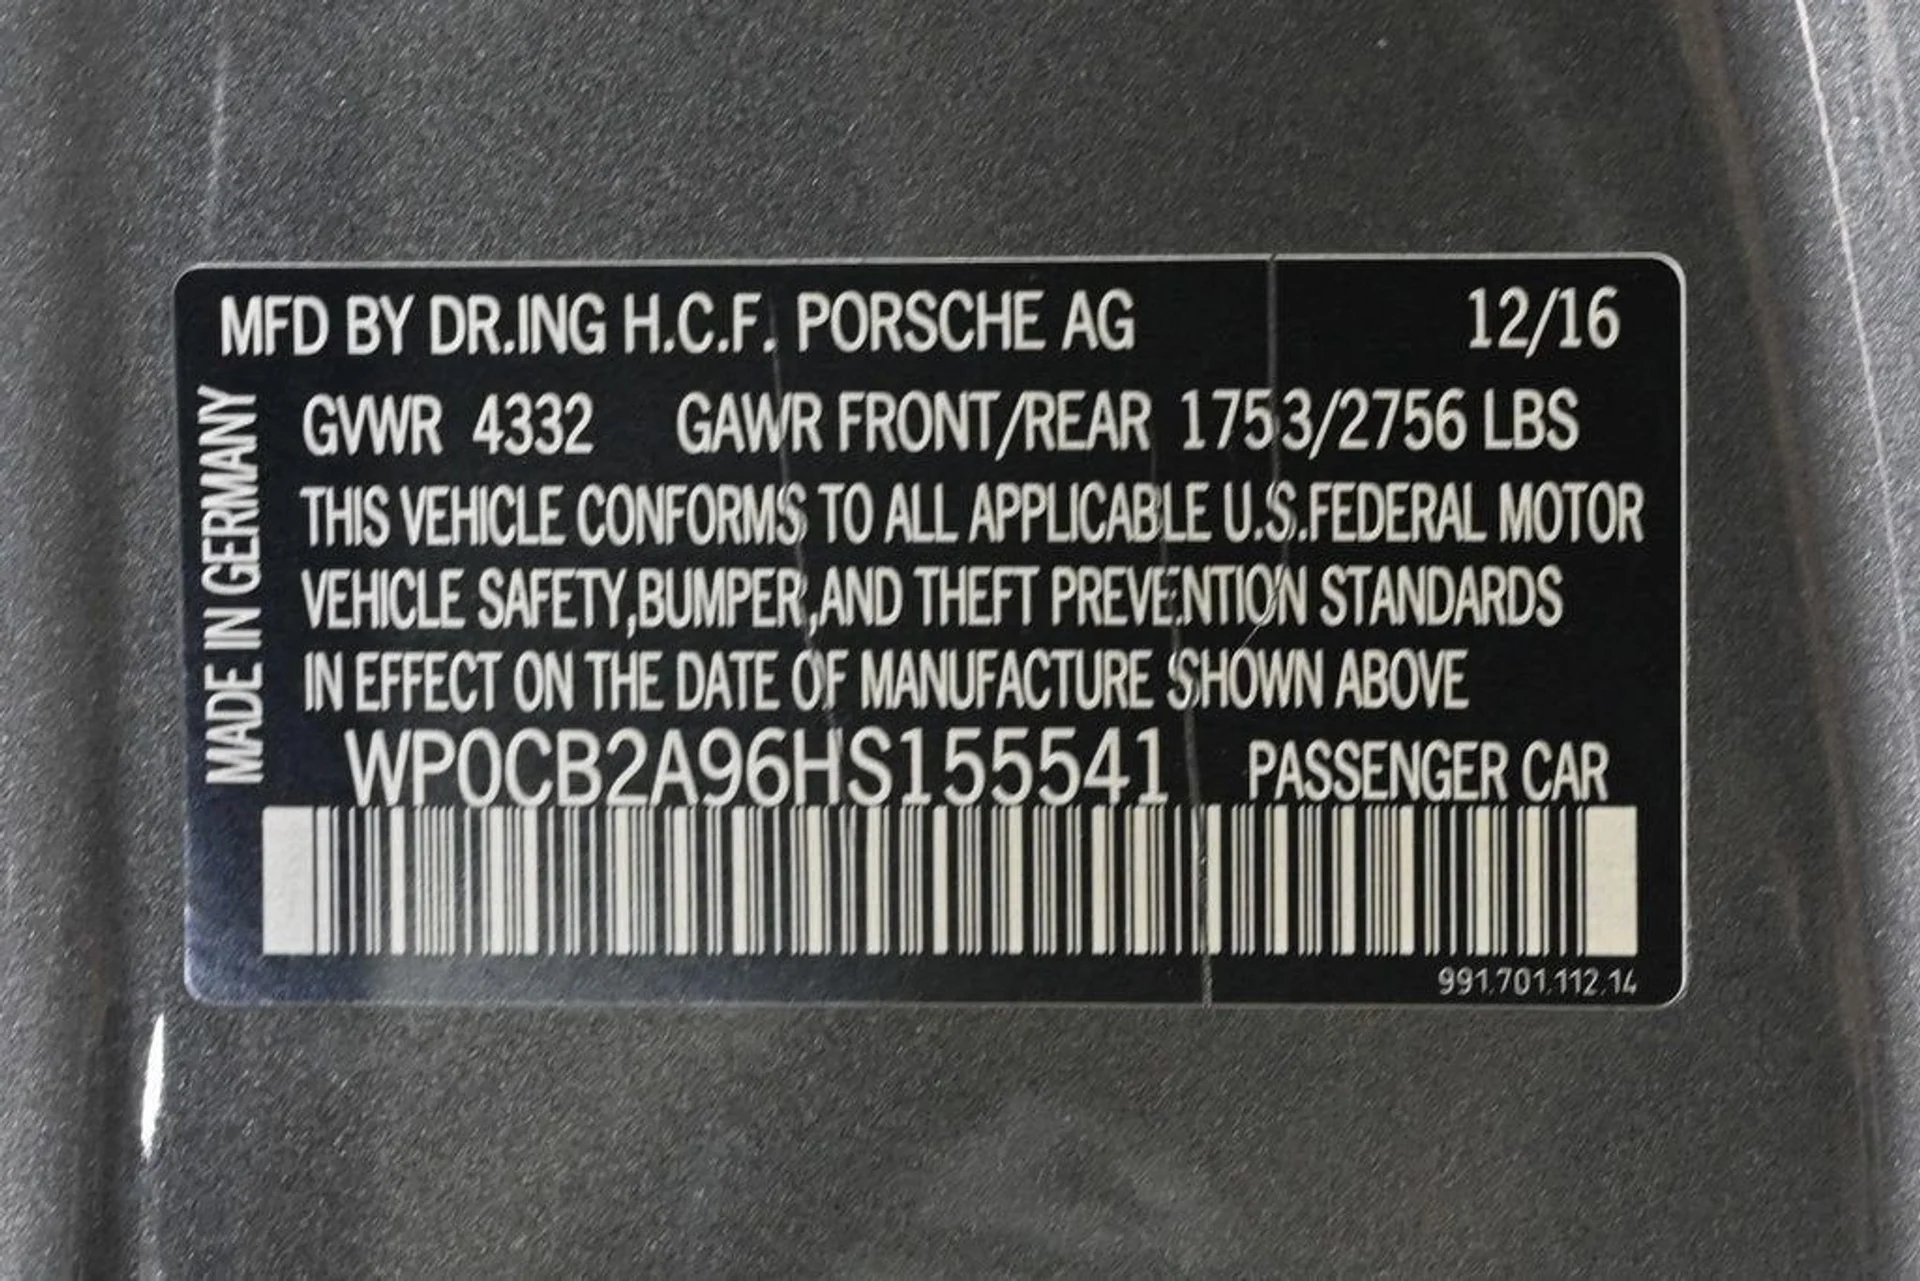 MFD BY DR.ING H.C.F. PORSCHE AG 12/16
GVWR 4332 GAWR FRONT/REAR 1753/2756 LBS
THIS VEHICLE CONFORMS TO ALL APPLICABLE U.S.FEDERAL MOTOR
VEHICLE SAFETY,BUMPER,AND THEFT PREVENTION STANDARDS
IN EFFECT ON THE DATE OF MANUFACTURE SHOWN ABOVE
WP0CB2A96HS155541 PASSENGER CAR
991.701.112.14
MADE IN GERMANY